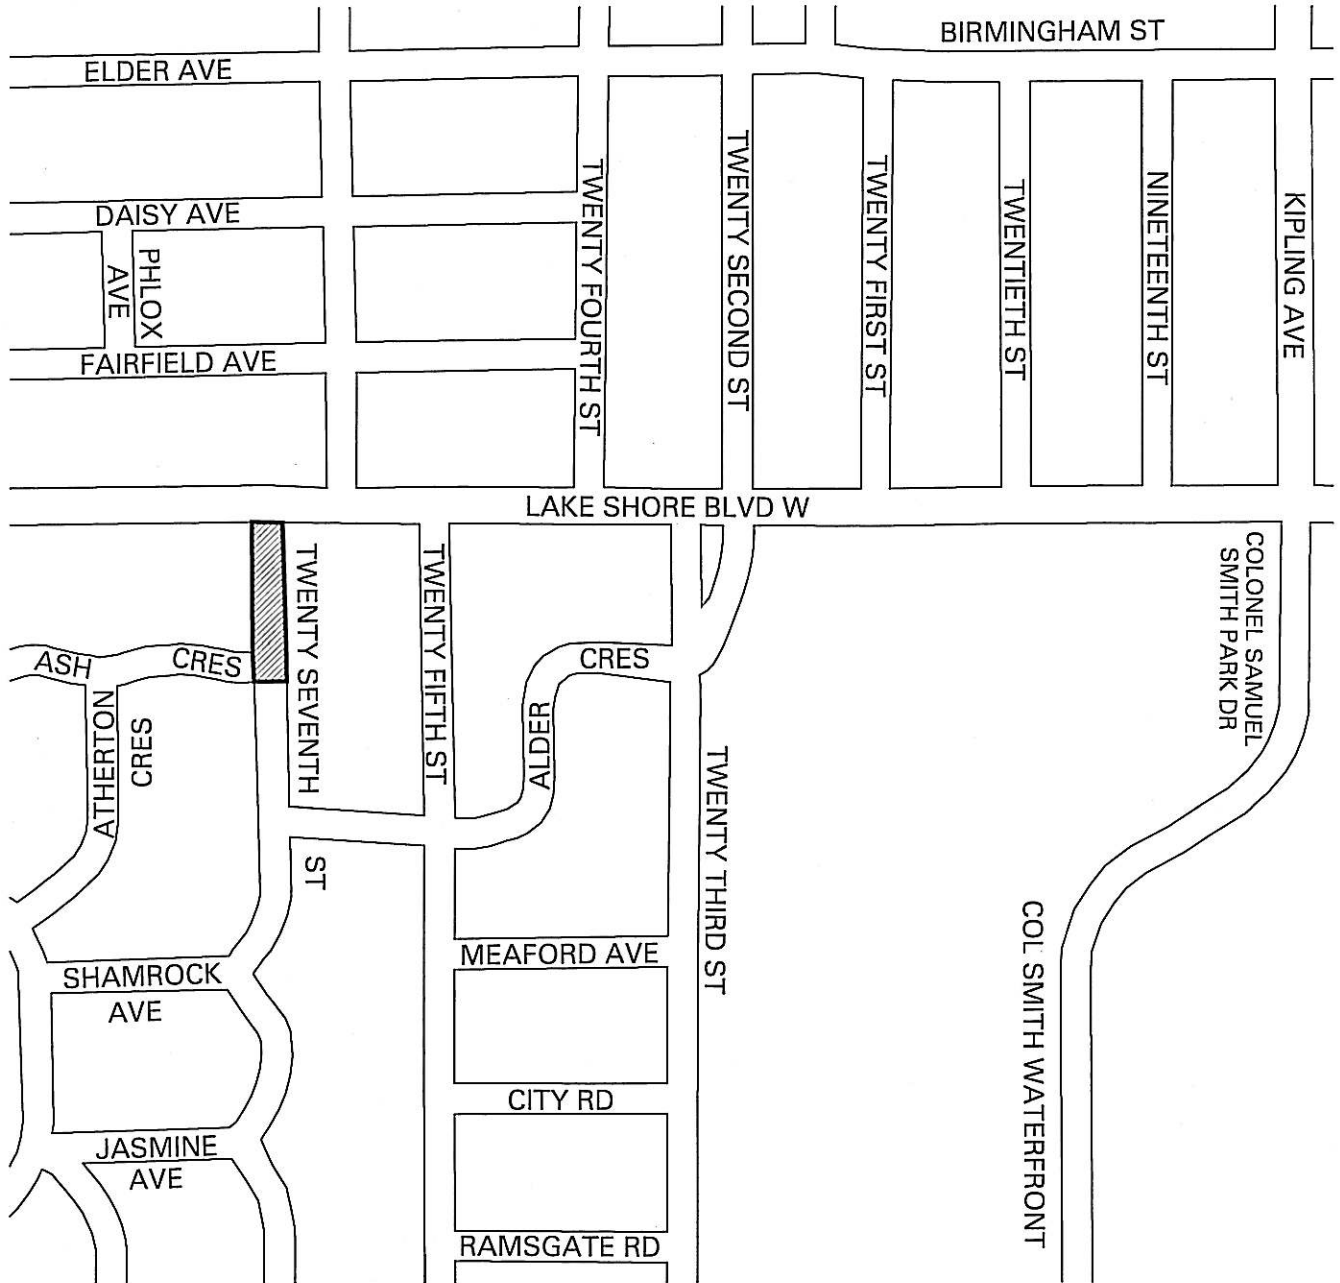 BIRMINGHAM ST
ELDER AVE
TWENTY FOURTH ST
TWENTY SECOND ST
TWENTY FIRST ST
TWENTIETH ST
NINETEENTH ST
KIPLING AVE
DAISY AVE
PHLOX
AVE
FAIRFIELD AVE
LAKE SHORE BLVD W
TWENTY SEVENTH
ST
TWENTY FIFTH ST
COLONEL SAMUEL
SMITH PARK DR
ASH
CRES
CRES
ALDER
ATHERTON
CRES
TWENTY THIRD ST
COL SMITH WATERFRONT
MEAFORD AVE
SHAMROCK
AVE
CITY RD
JASMINE
AVE
RAMSGATE RD